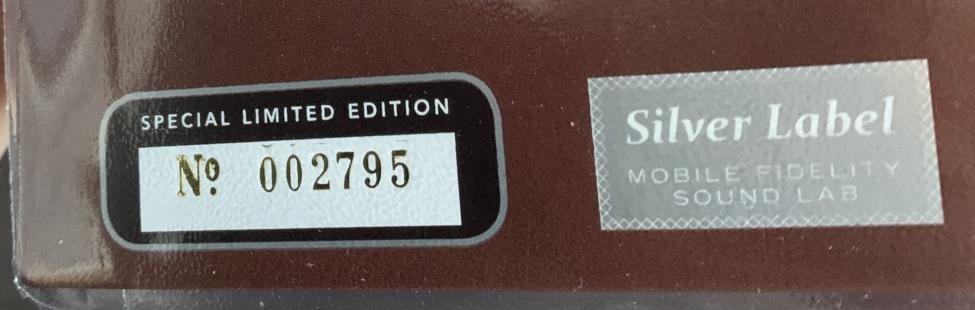 SPECIAL LIMITED EDITION
Nº 002795
Silver Label
MOBILE FIDELITY
SOUND LAB